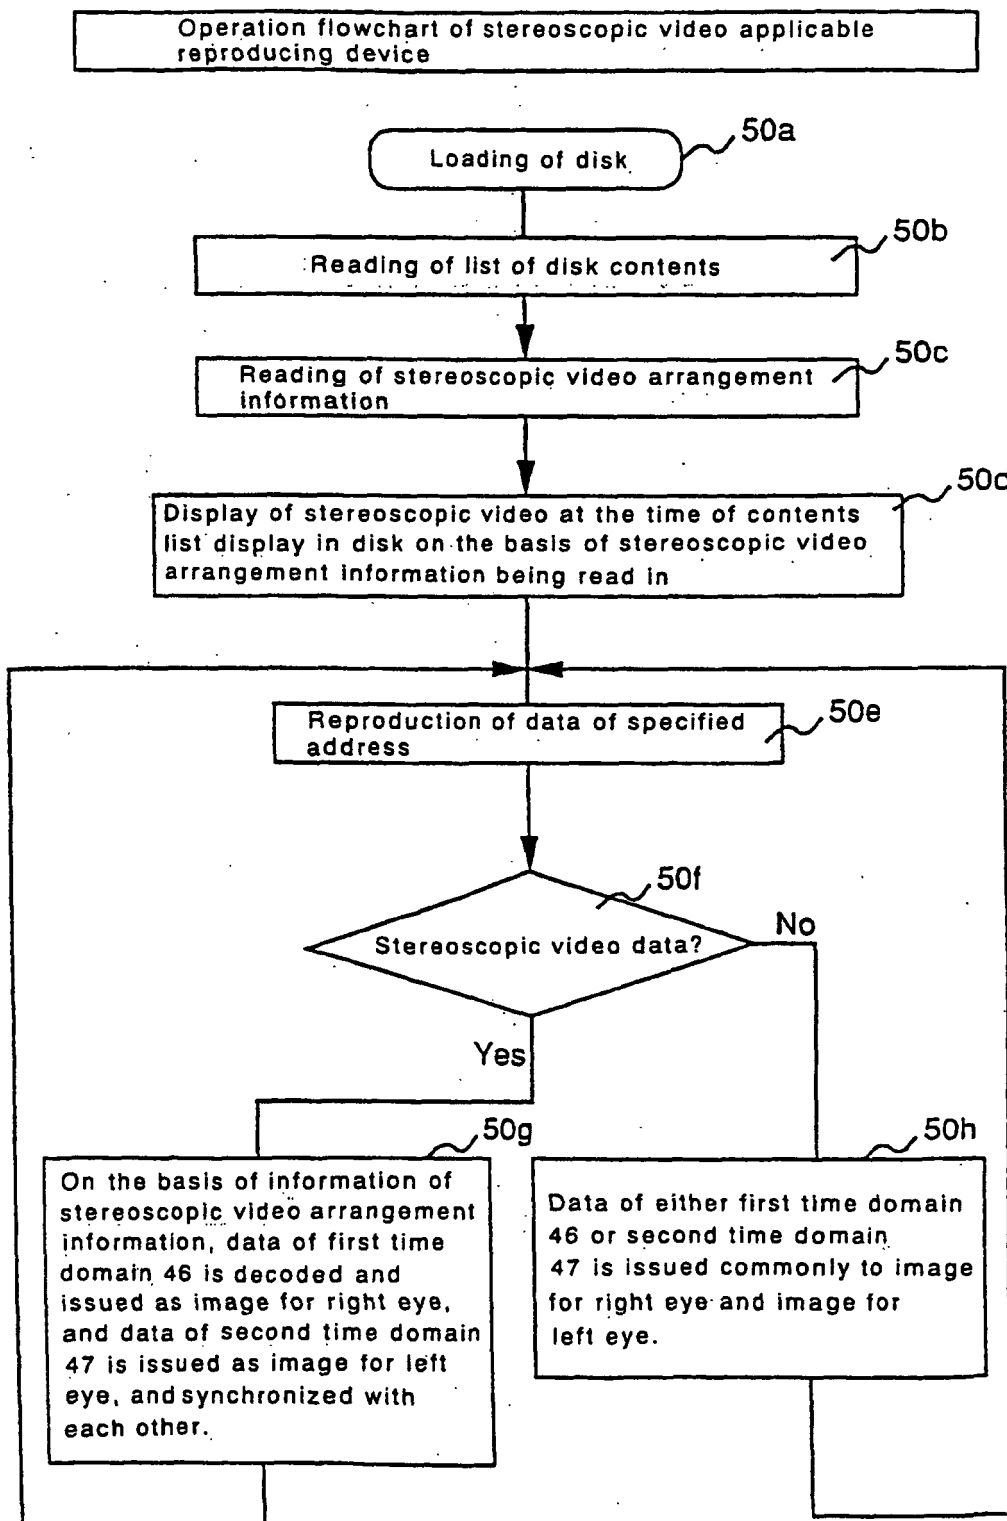 Operation flowchart of stereoscopic video applicable
reproducing device
50a
Loading of disk
50b
Reading of list of disk contents
50c
Reading of stereoscopic video arrangement
information
50d
Display of stereoscopic video at the time of contents
list display in disk on the basis of stereoscopic video
arrangement information being read in
Reproduction of data of specified
address
50e
50f
Stereoscopic video data?
No
Yes
50g
On the basis of information of
stereoscopic video arrangement
information, data of first time
domain 46 is decoded and
issued as image for right eye,
and data of second time domain
47 is issued as image for left
eye, and synchronized with
each other.
50h
Data of either first time domain
46 or second time domain
47 is issued commonly to image
for right eye and image for
left eye.